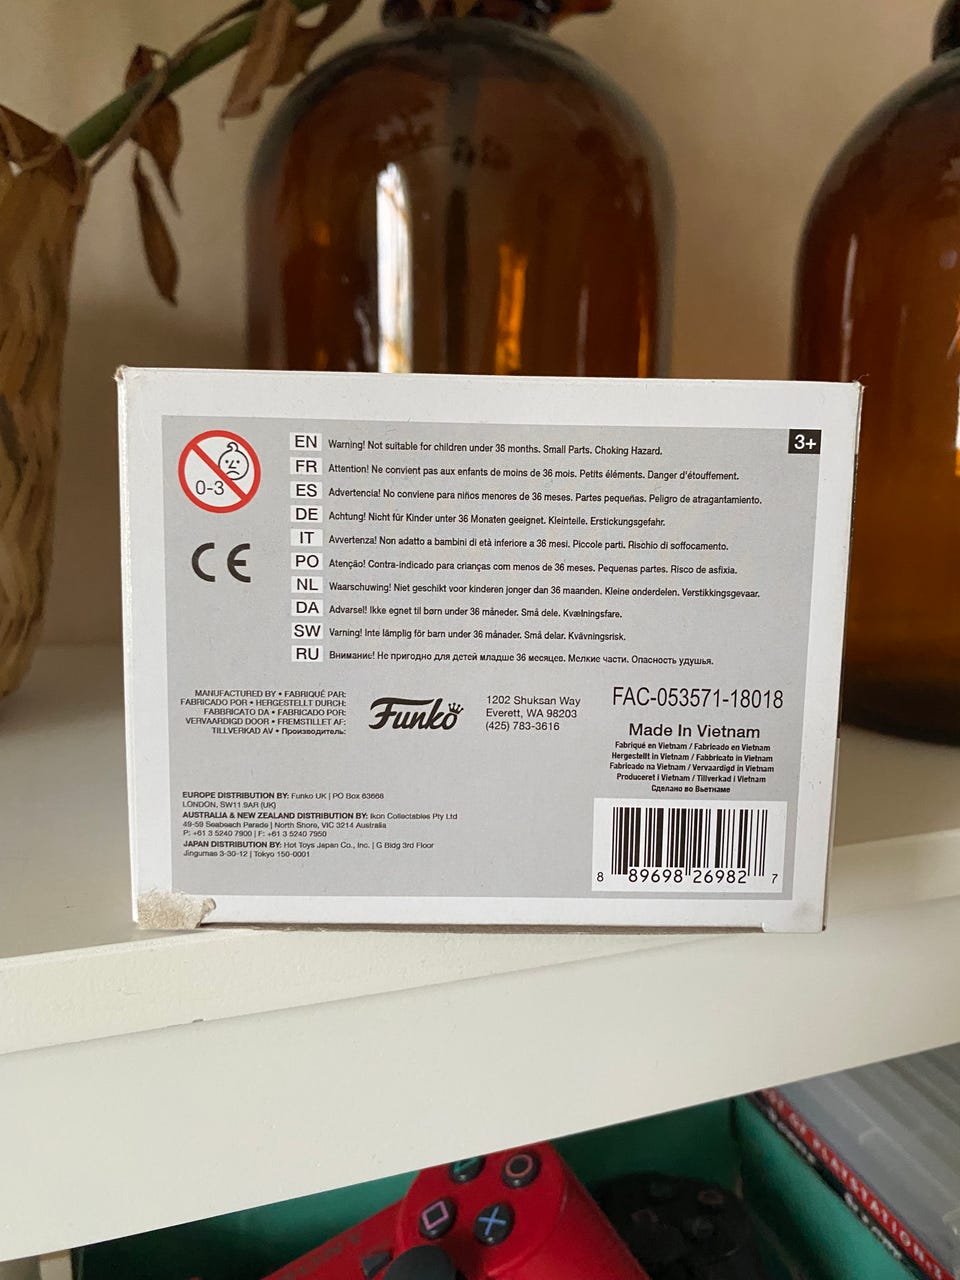 0-3
CE
3+
EN Warning! Not suitable for children under 36 months. Small Parts. Choking Hazard.
FR Attention! Ne convient pas aux enfants de moins de 36 mois. Petits éléments. Danger d'étouffement.
ES Advertencia! No conviene para niños menores de 36 meses. Partes pequeñas. Peligro de atragantamiento.
DE Achtung! Nicht für Kinder unter 36 Monaten geeignet. Kleinteile. Erstickungsgefahr.
IT Avvertenza! Non adatto a bambini di età inferiore a 36 mesi. Piccole parti. Rischio di soffocamento.
PO Atenção! Contra-indicado para crianças com menos de 36 meses. Pequenas partes. Risco de asfixia.
NL Waarschuwing! Niet geschikt voor kinderen jonger dan 36 maanden. Kleine onderdelen. Verstikkingsgevaar.
DA Advarsel! Ikke egnet til børn under 36 måneder. Små dele. Kvælningsfare.
SW Varning! Inte lämplig för barn under 36 månader. Små delar. Kvävningsrisk.
RU Внимание! Не пригодно для детей младше 36 месяцев. Мелкие части. Опасность удушья.
MANUFACTURED BY • FABRIQUÉ PAR:
FABRICADO POR • HERGESTELLT DURCH:
FABBRICATO DA • FABRICADO POR:
VERVAARDIGD DOOR • FREMSTILLET AF:
TILLVERKAD AV • Производитель:
Funko
1202 Shuksan Way
Everett, WA 98203
(425) 783-3616
FAC-053571-18018
Made In Vietnam
Fabriqué en Vietnam / Fabricado en Vietnam
Hergestellt in Vietnam / Fabbricato in Vietnam
Fabricado na Vietnam / Vervaardigd in Vietnam
Produceret i Vietnam / Tillverkad i Vietnam
Сделано во Вьетнаме
EUROPE DISTRIBUTION BY: Funko UK | PO Box 63668
LONDON, SW11 9AR (UK)
AUSTRALIA & NEW ZEALAND DISTRIBUTION BY: Ikon Collectables Pty Ltd
49-59 Seabeach Parade | North Shore, VIC 3214 Australia
P: +61 3 5240 7900 | F: +61 3 5240 7950
JAPAN DISTRIBUTION BY: Hot Toys Japan Co., Inc. | G Bldg 3rd Floor
Jingumae 3-30-12 | Tokyo 150-0001
8 89698 26982 7
OF PLAYSTATION